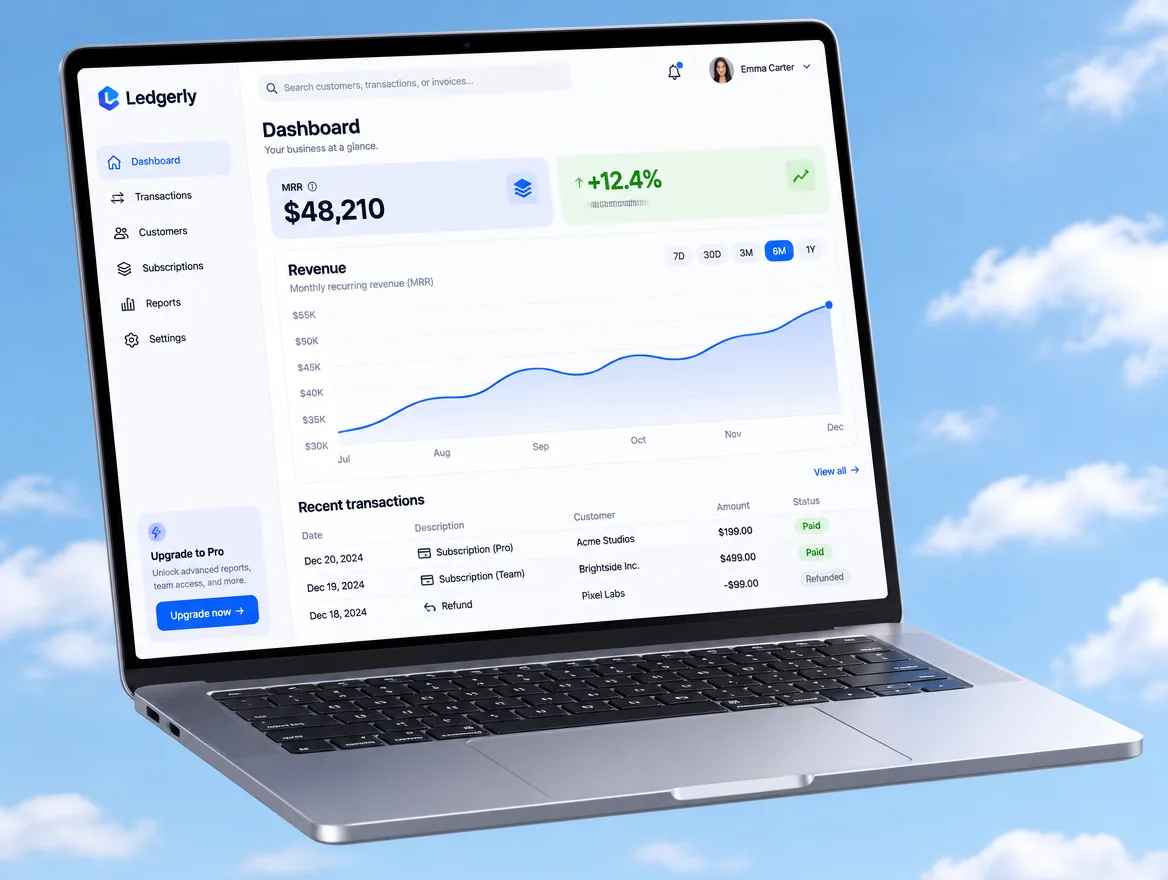 Ledgerly
Search customers, transactions, or invoices...
Emma Carter
Dashboard
Transactions
Customers
Subscriptions
Reports
Settings
Upgrade to Pro
Unlock advanced reports,
team access, and more.
Upgrade now →
Dashboard
Your business at a glance.
MRR
$48,210
↑ +12.4%
Revenue
Monthly recurring revenue (MRR)
7D 30D 3M 6M 1Y
$55K
$50K
$45K
$40K
$35K
$30K
Jul Aug Sep Oct Nov Dec
Recent transactions
View all →
Date Description Customer Amount Status
Dec 20, 2024 Subscription (Pro) Acme Studios $199.00 Paid
Dec 19, 2024 Subscription (Team) Brightside Inc. $499.00 Paid
Dec 18, 2024 Refund Pixel Labs -$99.00 Refunded